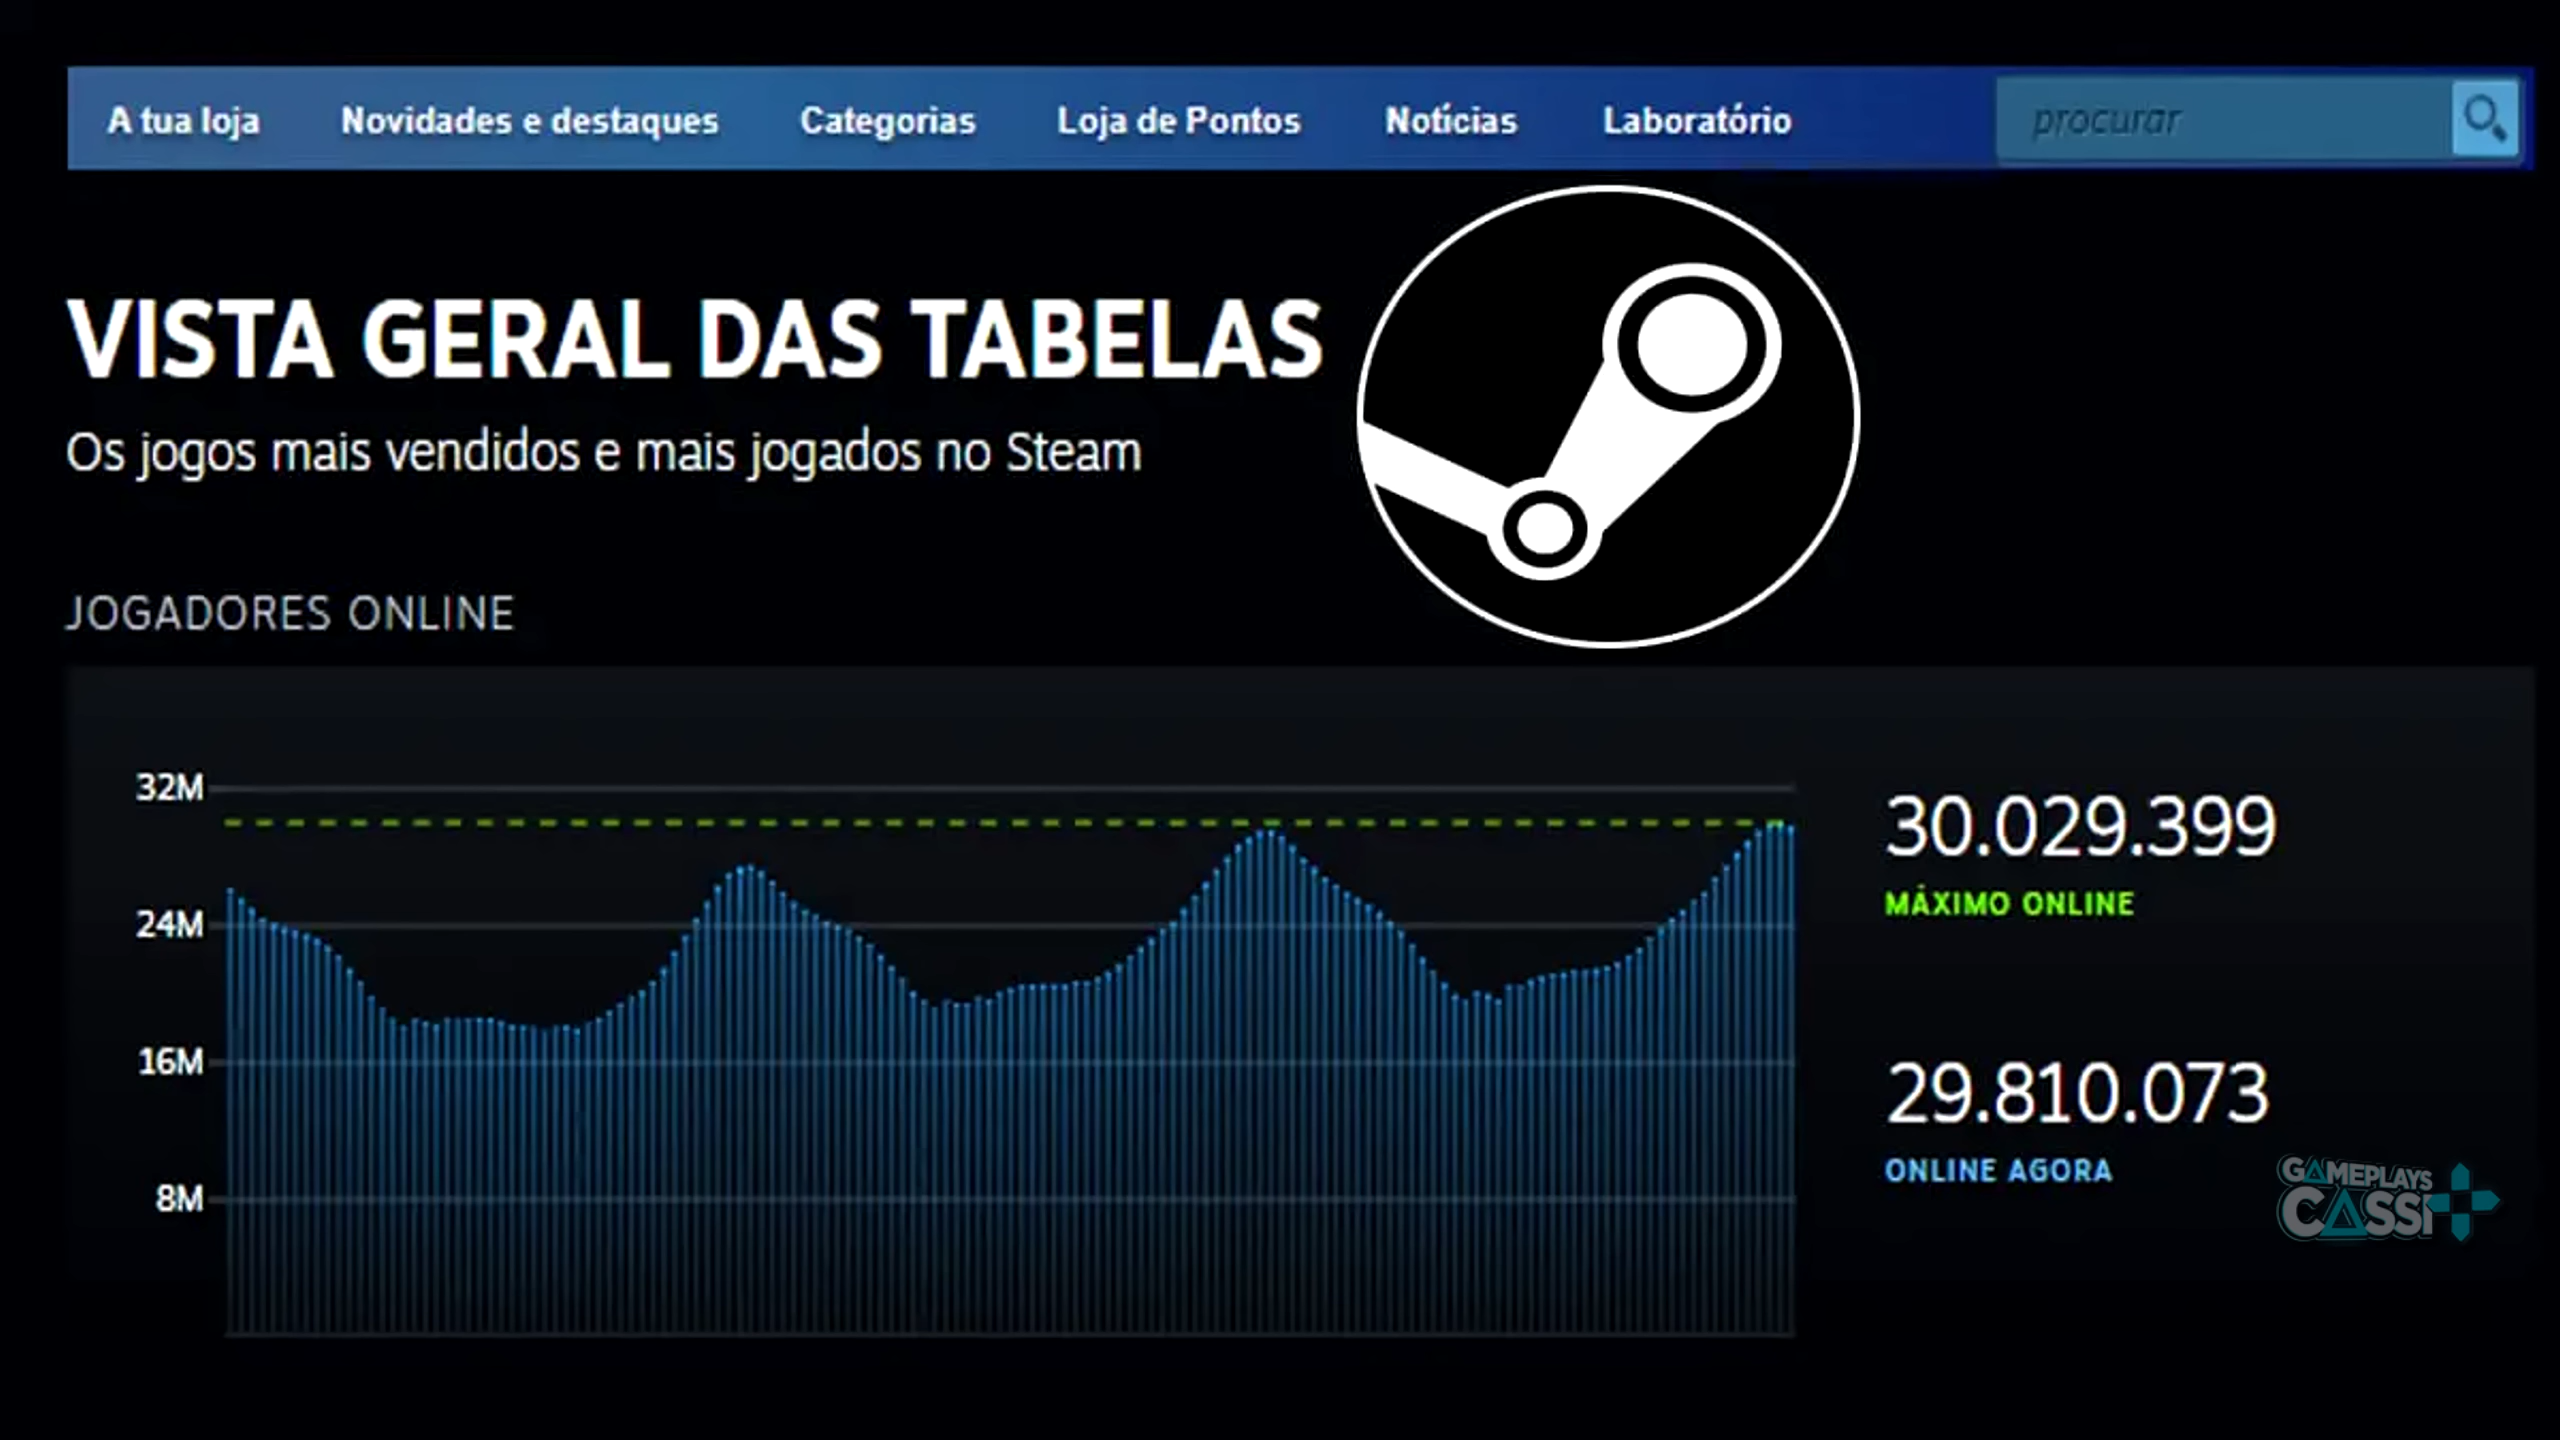 A tua loja Novidades e destaques Categorias Loja de Pontos Notícias Laboratório procurar
VISTA GERAL DAS TABELAS
Os jogos mais vendidos e mais jogados no Steam
JOGADORES ONLINE
32M
24M
16M
8M
30.029.399
MÁXIMO ONLINE
29.810.073
ONLINE AGORA
GAMEPLAYS
CASSI